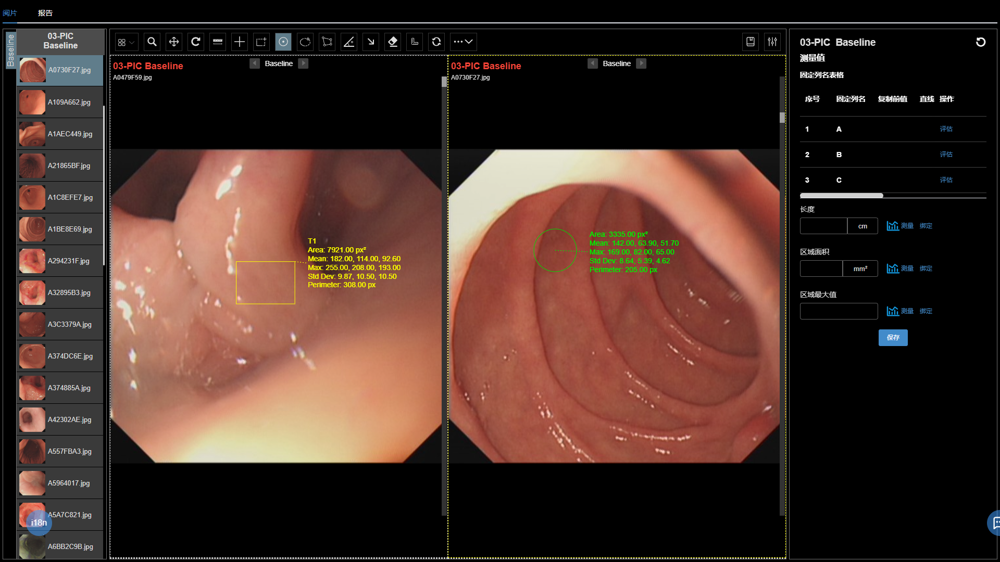 阅片
报告
Baseline
03-PIC
Baseline
A0730F27.jpg
A109A662.jpg
A1AEC449.jpg
A21865BF.jpg
A1C8EFE7.jpg
A1BE8E69.jpg
A294231F.jpg
A32895B3.jpg
A3C3379A.jpg
A374DC6E.jpg
A374885A.jpg
A42302AE.jpg
A557FBA3.jpg
A5964017.jpg
A5A7C821.jpg
i18n
A6BB2C9B.jpg
03-PIC Baseline
Baseline
A0479F59.jpg
T1
Area: 7921.00 px²
Mean: 182.00, 114.00, 92.60
Max: 255.00, 208.00, 193.00
Std Dev: 9.87, 10.50, 10.50
Perimeter: 308.00 px
03-PIC Baseline
Baseline
A0730F27.jpg
Area: 3335.00 px²
Mean: 142.00, 63.90, 51.70
Max: 169.00, 82.00, 65.00
Std Dev: 8.64, 5.39, 4.62
Perimeter: 205.00 px
03-PIC Baseline
测量值
固定列名表格
序号 固定列名 复制前值 直线 操作
1 A 评估
2 B 评估
3 C 评估
长度
cm 测量 绑定
区域面积
mm² 测量 绑定
区域最大值
测量 绑定
保存